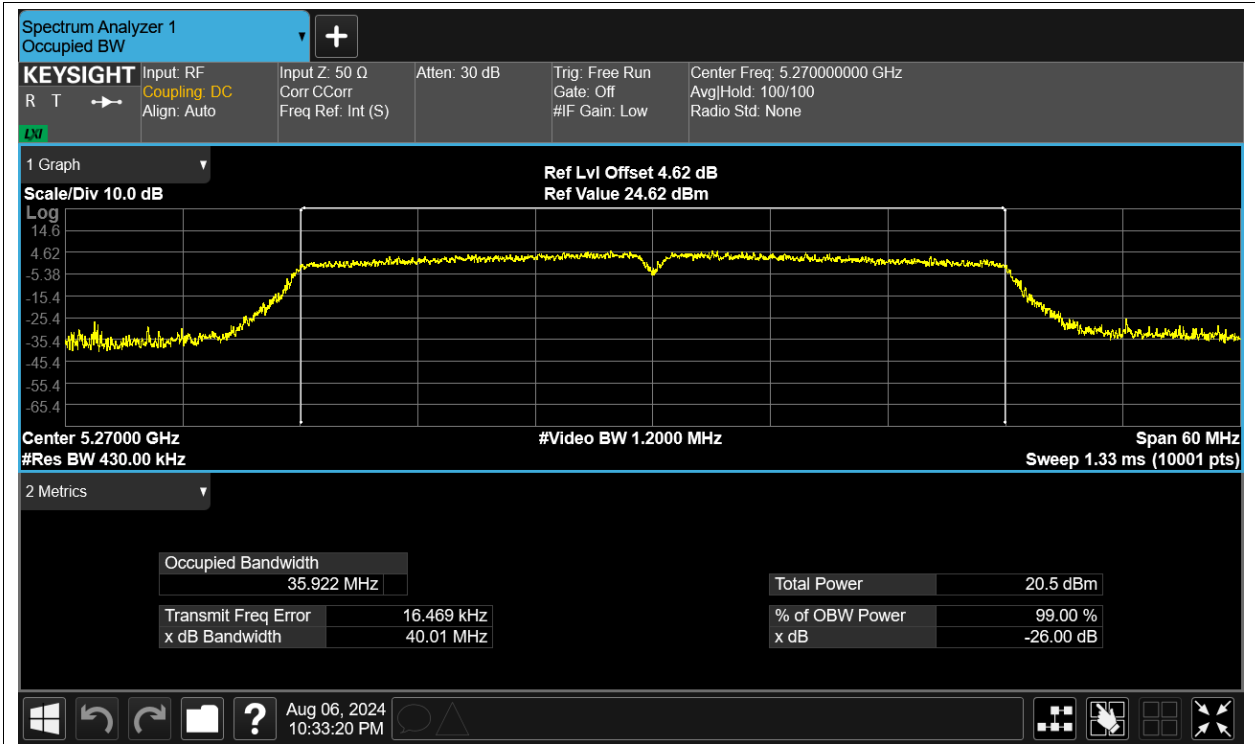 Spectrum Analyzer 1
Occupied BW
KEYSIGHT
R T
LXI
Input: RF
Coupling: DC
Align: Auto
Input Z: 50 Ω
Corr CCorr
Freq Ref: Int (S)
Atten: 30 dB
Trig: Free Run
Gate: Off
#IF Gain: Low
Center Freq: 5.270000000 GHz
Avg|Hold: 100/100
Radio Std: None
1 Graph
Scale/Div 10.0 dB
Ref Lvl Offset 4.62 dB
Ref Value 24.62 dBm
Log
14.6
4.62
-5.38
-15.4
-25.4
-35.4
-45.4
-55.4
-65.4
Center 5.27000 GHz
#Video BW 1.2000 MHz
Span 60 MHz
#Res BW 430.00 kHz
Sweep 1.33 ms (10001 pts)
2 Metrics
Occupied Bandwidth
35.922 MHz
Total Power 20.5 dBm
Transmit Freq Error 16.469 kHz
% of OBW Power 99.00 %
x dB Bandwidth 40.01 MHz
x dB -26.00 dB
?
Aug 06, 2024
10:33:20 PM